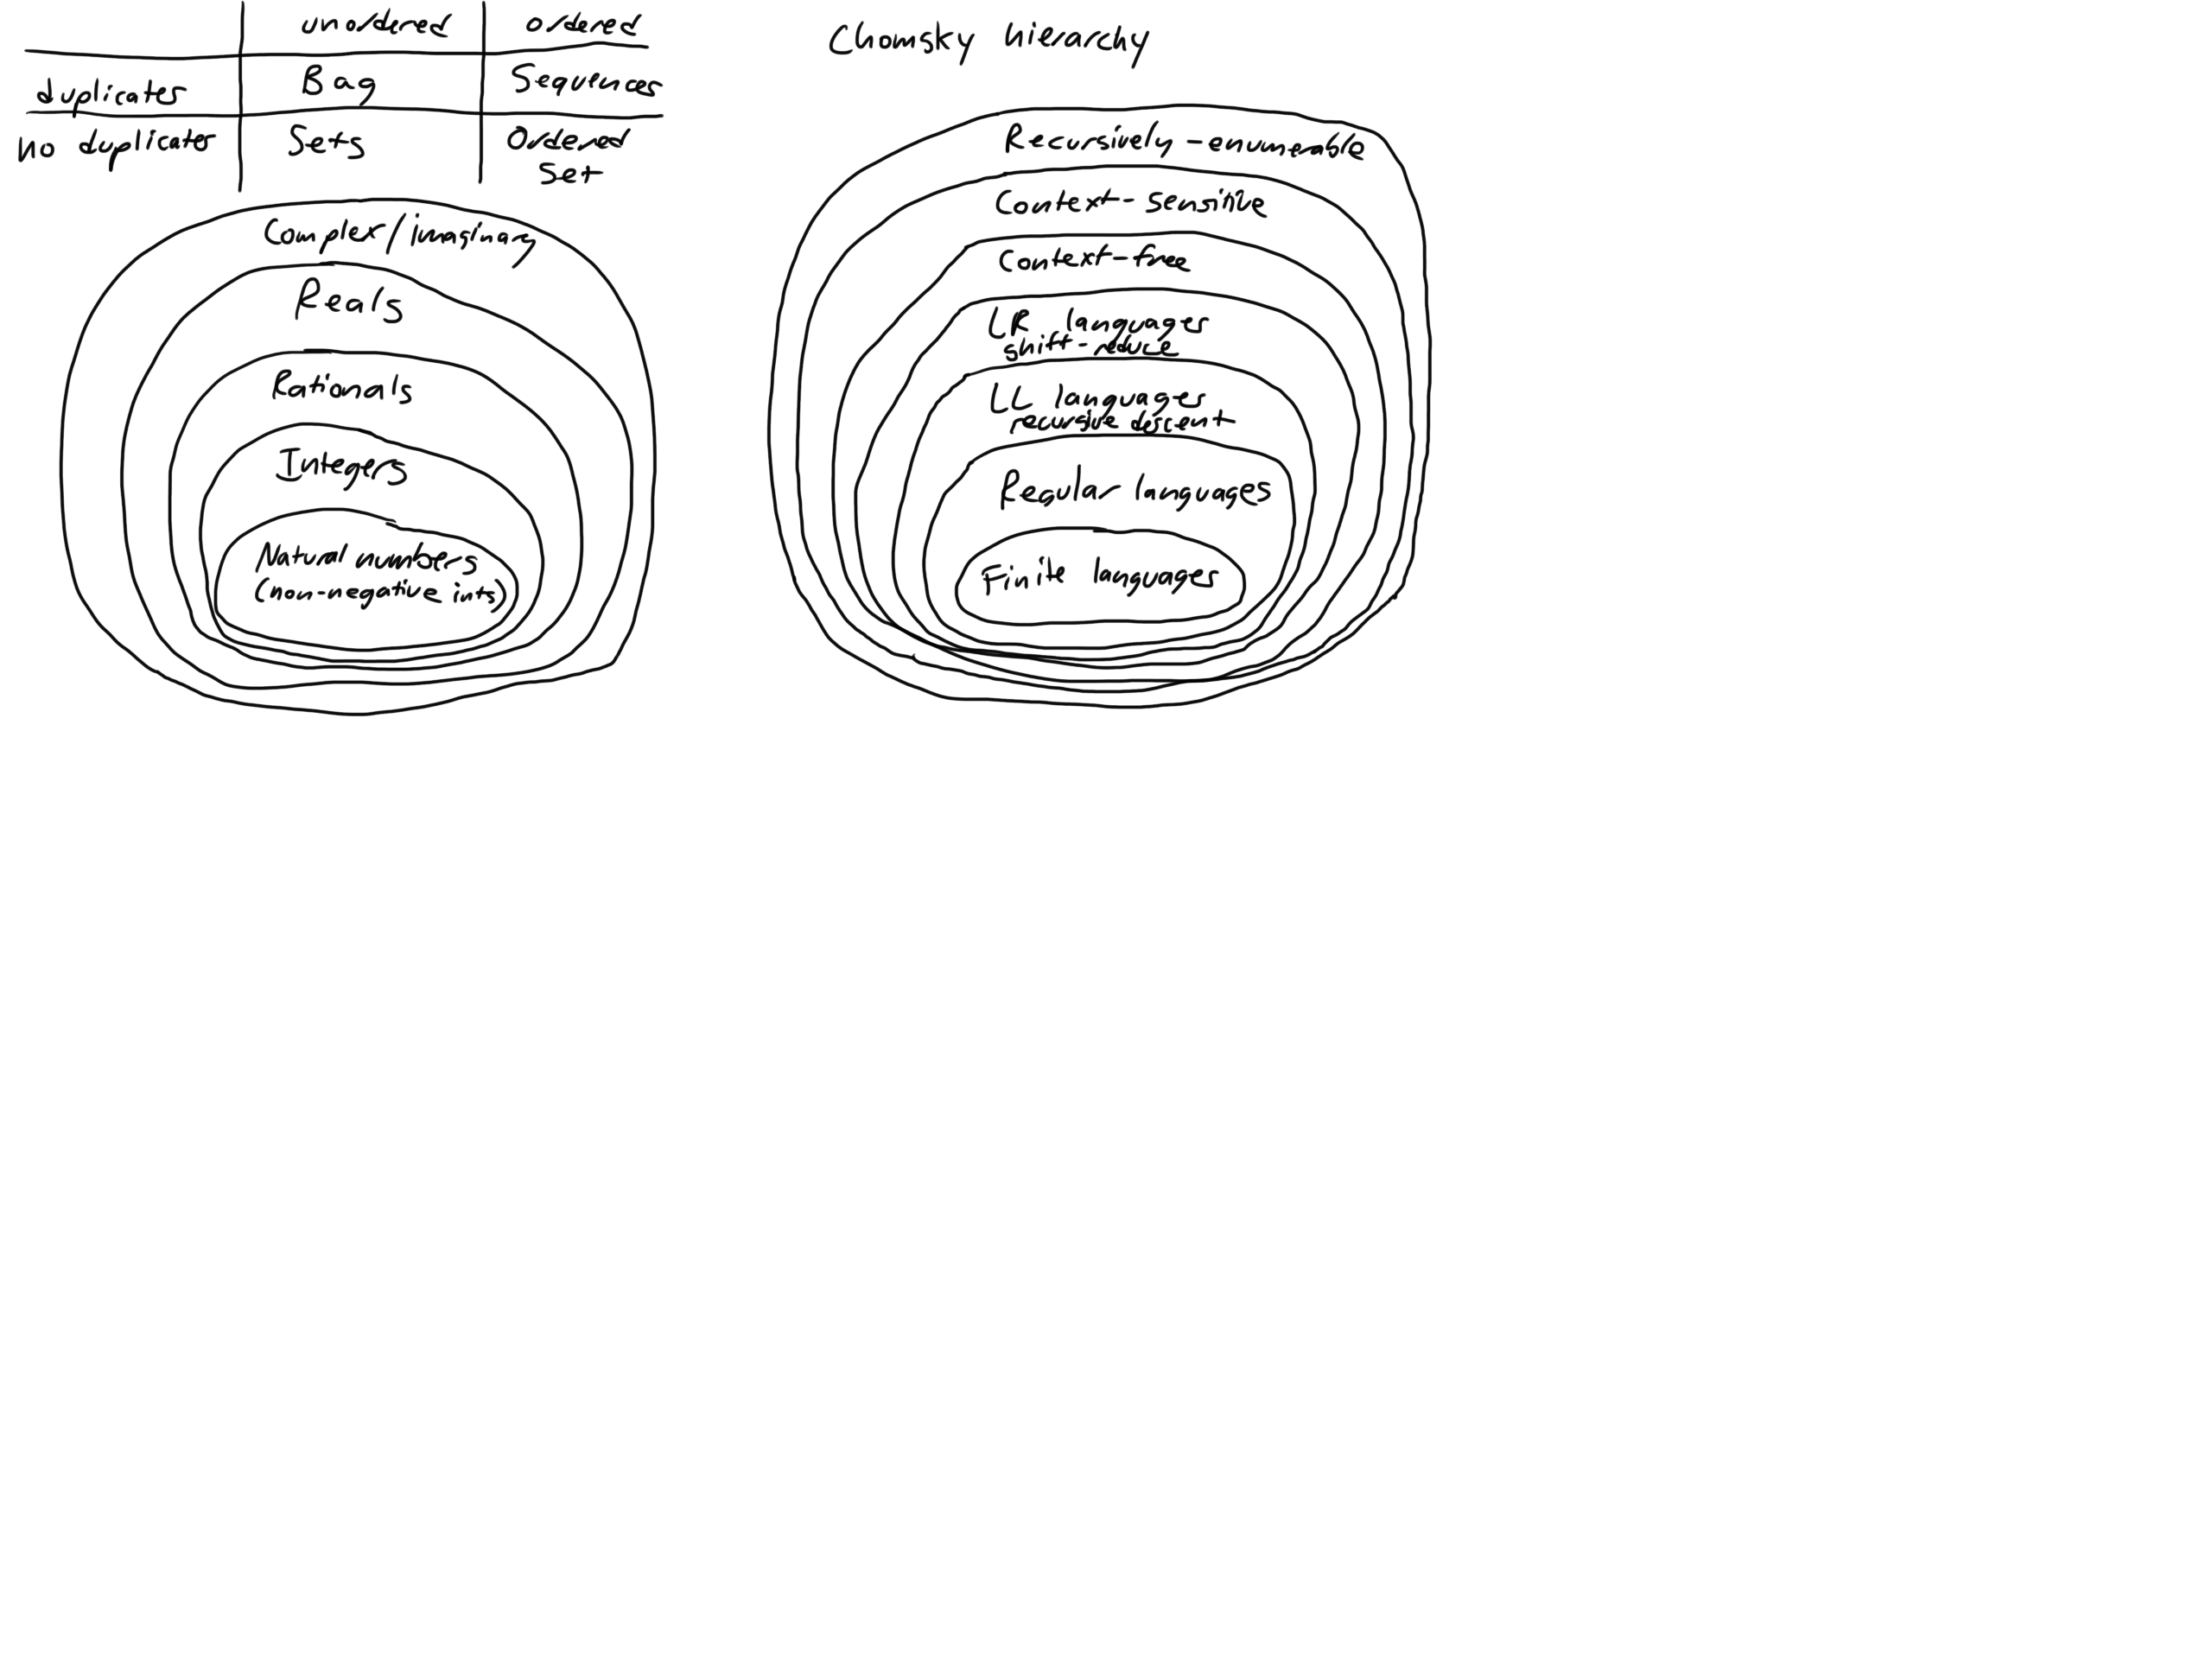 unordered ordered
duplicates Bag Sequences
no duplicates Sets Ordered
Set
Complex/imaginary
Reals
Rationals
Integers
Natural numbers
(non-negative ints)
Chomsky hierarchy
Recursively-enumerable
Context-sensitive
Context-free
LR languages
shift-reduce
LL languages
recursive descent
Regular languages
Finite languages